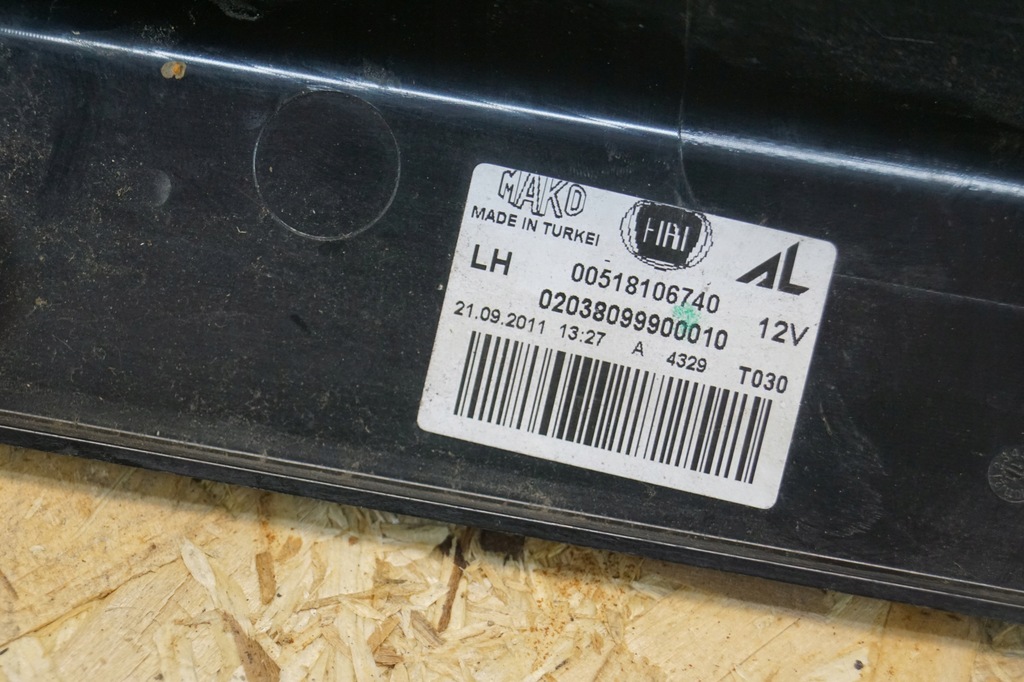 MAKO
MADE IN TURKEI
FIAT
AL
LH
00518106740
02038099900010
12V
21.09.2011 13:27 A 4329 T030